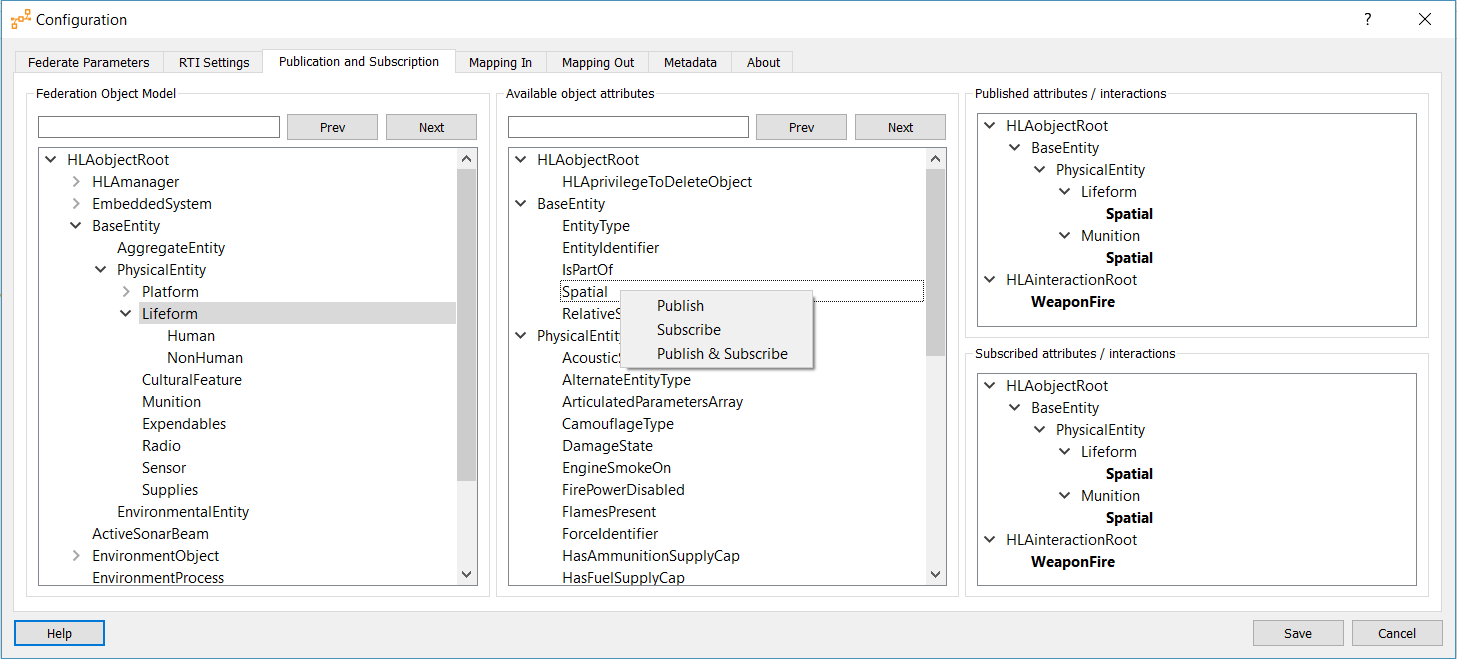 Configuration
?
Federate Parameters
RTI Settings
Publication and Subscription
Mapping In
Mapping Out
Metadata
About
Federation Object Model
Prev
Next
HLAobjectRoot
HLAmanager
EmbeddedSystem
BaseEntity
AggregateEntity
PhysicalEntity
Platform
Lifeform
Human
NonHuman
CulturalFeature
Munition
Expendables
Radio
Sensor
Supplies
EnvironmentalEntity
ActiveSonarBeam
EnvironmentObject
EnvironmentProcess
Available object attributes
Prev
Next
HLAobjectRoot
HLAprivilegeToDeleteObject
BaseEntity
EntityType
EntityIdentifier
IsPartOf
Spatial
RelativeS
PhysicalEntity
AcousticS
AlternateEntityType
ArticulatedParametersArray
CamouflageType
DamageState
EngineSmokeOn
FirePowerDisabled
FlamesPresent
ForceIdentifier
HasAmmunitionSupplyCap
HasFuelSupplyCap
Publish
Subscribe
Publish & Subscribe
Published attributes / interactions
HLAobjectRoot
BaseEntity
PhysicalEntity
Lifeform
Spatial
Munition
Spatial
HLAinteractionRoot
WeaponFire
Subscribed attributes / interactions
HLAobjectRoot
BaseEntity
PhysicalEntity
Lifeform
Spatial
Munition
Spatial
HLAinteractionRoot
WeaponFire
Help
Save
Cancel